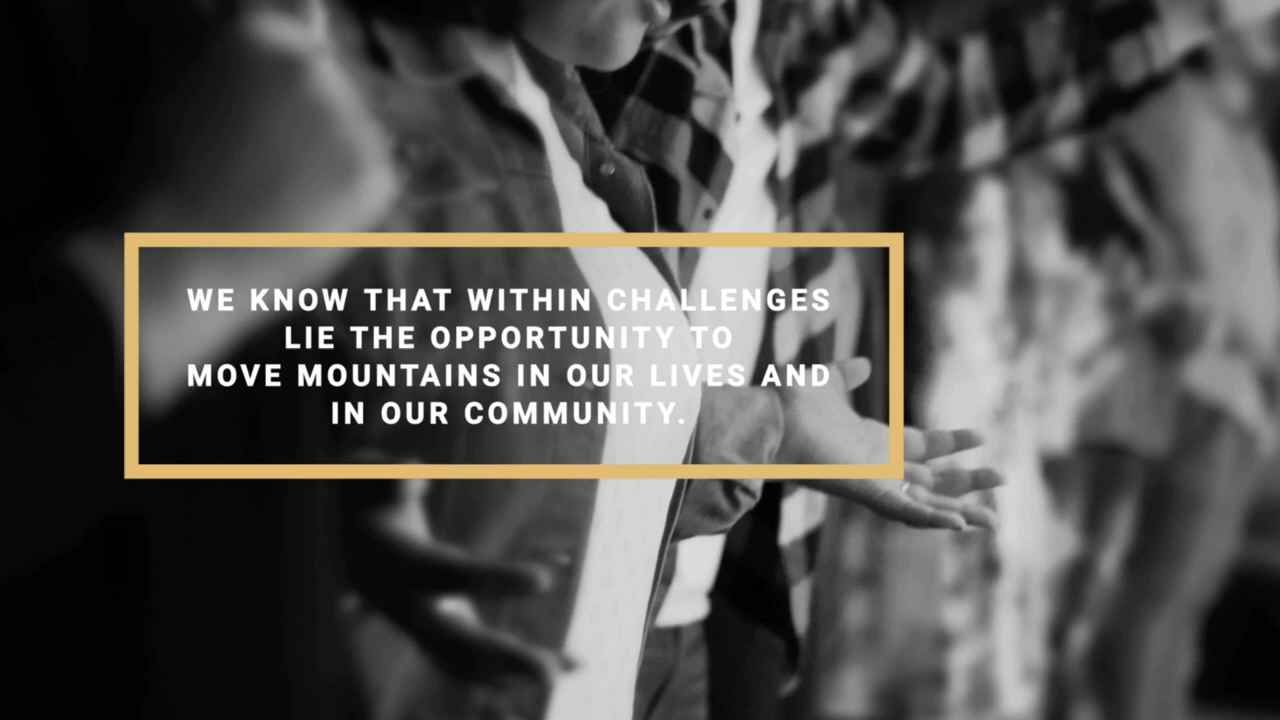 WE KNOW THAT WITHIN CHALLENGES
LIE THE OPPORTUNITY TO
MOVE MOUNTAINS IN OUR LIVES AND
IN OUR COMMUNITY.